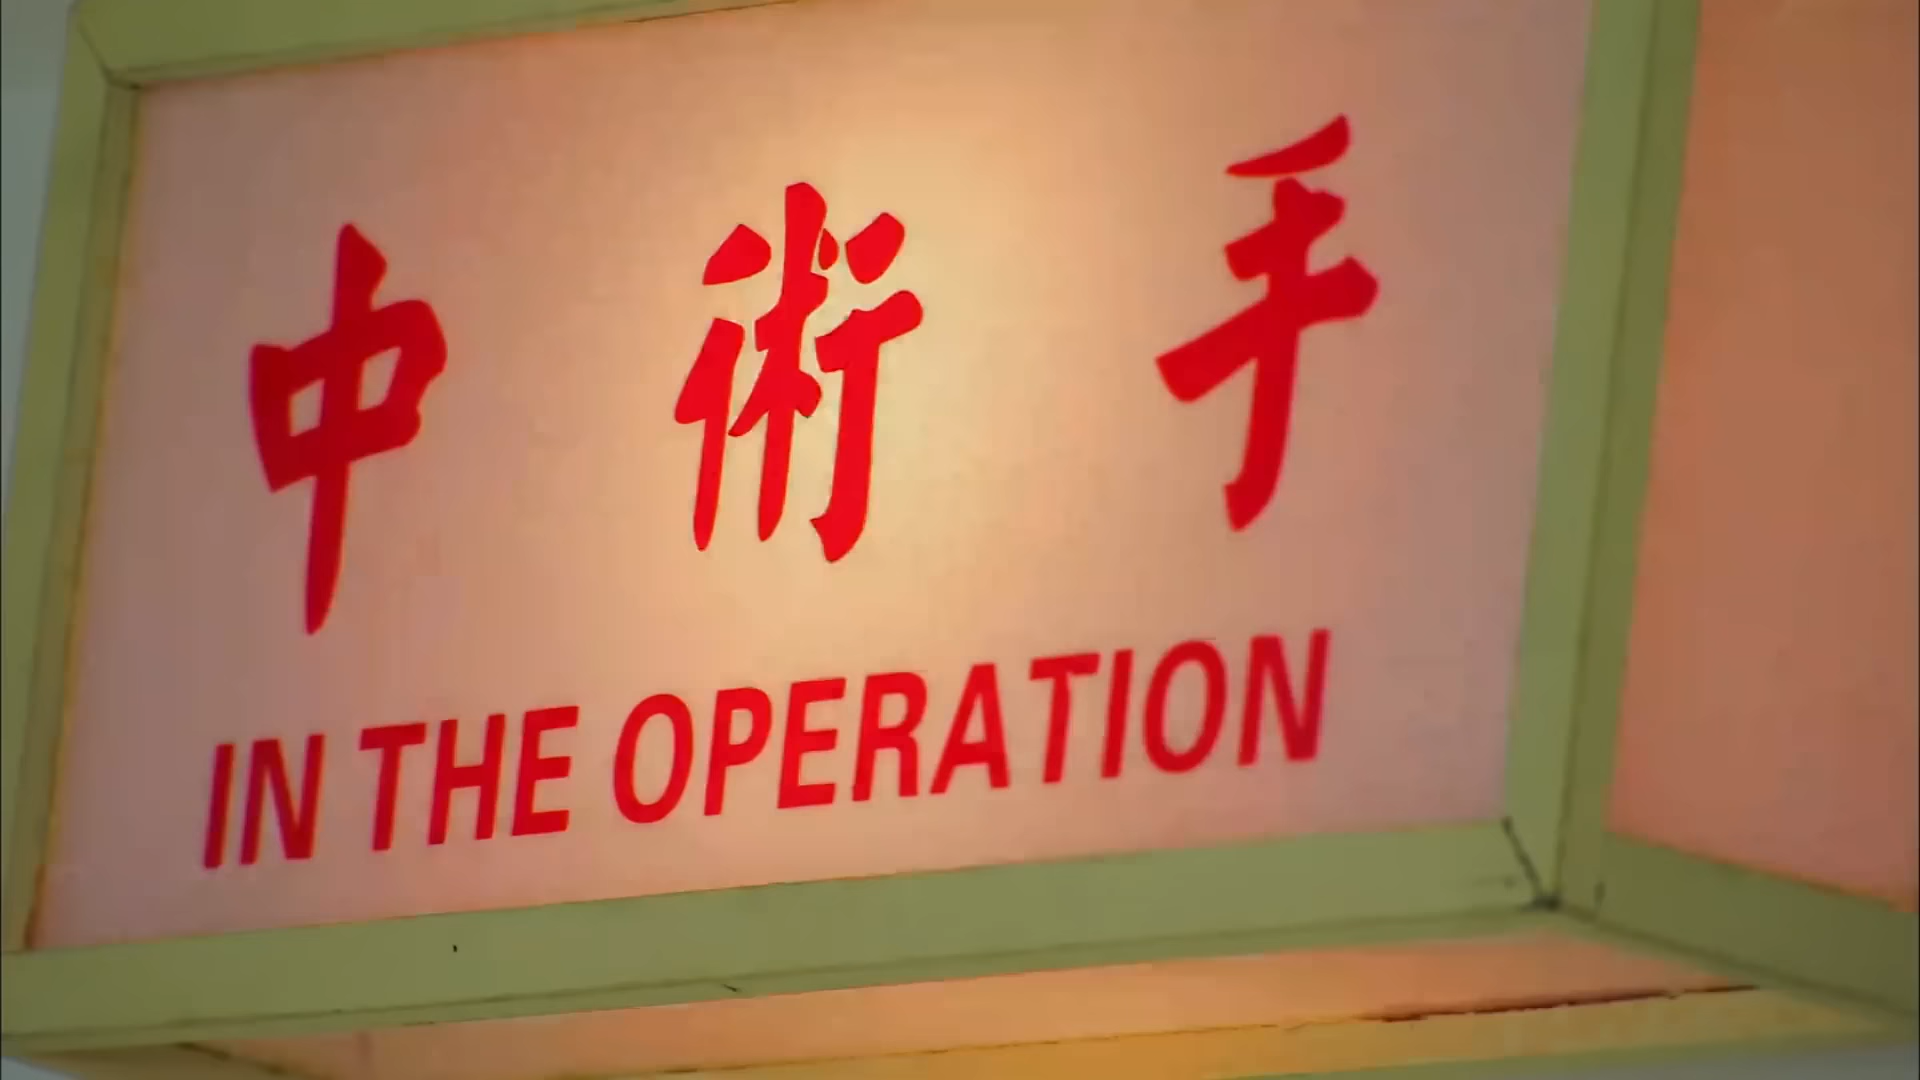 手術中
IN THE OPERATION